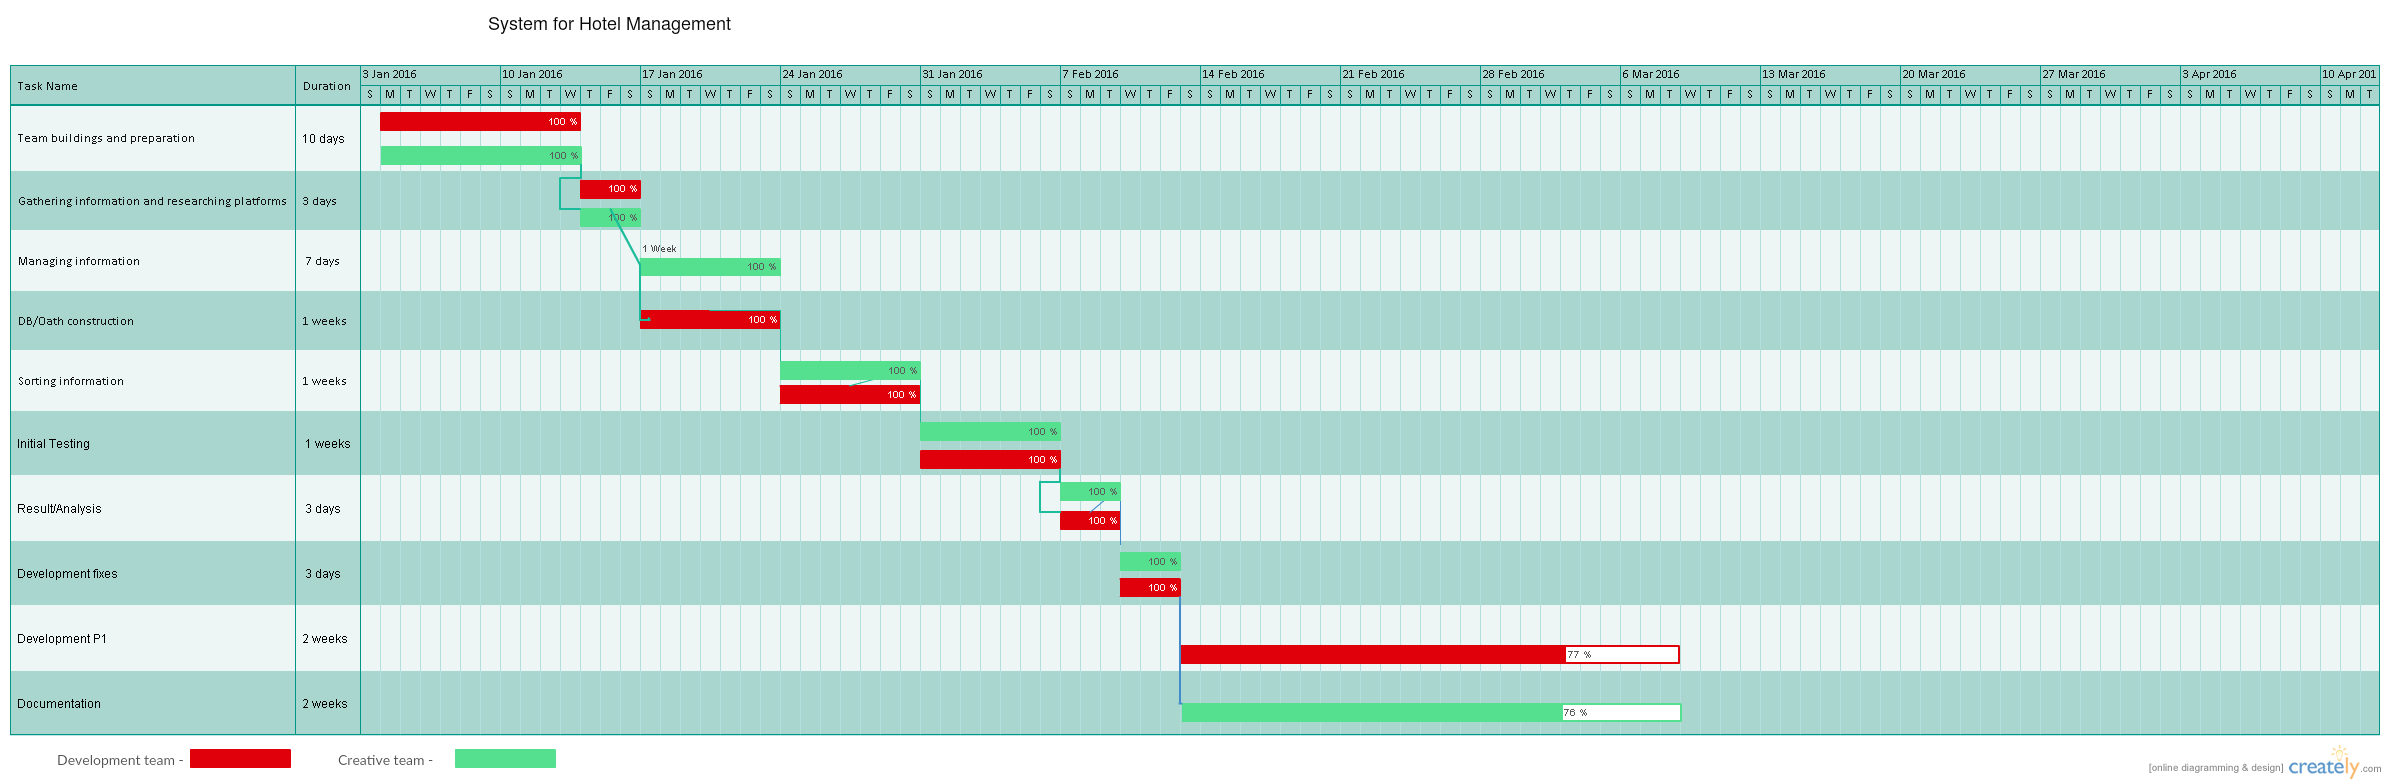 System for Hotel Management
Task Name Duration 3 Jan 2016 10 Jan 2016 17 Jan 2016 24 Jan 2016 31 Jan 2016 7 Feb 2016 14 Feb 2016 21 Feb 2016 28 Feb 2016 6 Mar 2016 13 Mar 2016 20 Mar 2016 27 Mar 2016 3 Apr 2016 10 Apr 201
S M T W T F S S M T W T F S S M T W T F S S M T W T F S S M T W T F S S M T W T F S S M T W T F S S M T W T F S S M T W T F S S M T W T F S S M T W T F S S M T W T F S S M T W T F S S M T W T F S S M T
Team buildings and preparation 10 days
100 %
100 %
Gathering information and researching platforms 3 days
100 %
100 %
1 Week
Managing information 7 days
100 %
DB/Oath construction 1 weeks
100 %
Sorting information 1 weeks
100 %
100 %
Initial Testing 1 weeks
100 %
100 %
Result/Analysis 3 days
100 %
100 %
Development fixes 3 days
100 %
100 %
Development P1 2 weeks
77 %
Documentation 2 weeks
76 %
Development team -
Creative team -
[online diagramming & design] creately.com